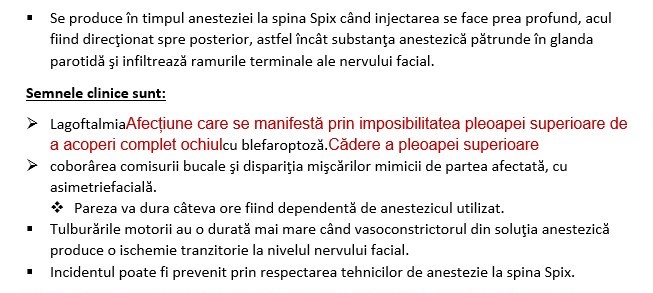 ▪ Se produce în timpul anesteziei la spina Spix când injectarea se face prea profund, acul
fiind direcţionat spre posterior, astfel încât substanţa anestezică pătrunde în glanda
parotidă şi infiltrează ramurile terminale ale nervului facial.
Semnele clinice sunt:
➢ LagoftalmiaAfecțiune care se manifestă prin imposibilitatea pleoapei superioare de
a acoperi complet ochiulcu blefaroptoză.Cădere a pleoapei superioare
➢ coborârea comisurii bucale şi dispariţia mişcărilor mimicii de partea afectată, cu
asimetriefacială.
❖ Pareza va dura câteva ore fiind dependentă de anestezicul utilizat.
▪ Tulburările motorii au o durată mai mare când vasoconstrictorul din soluţia anestezică
produce o ischemie tranzitorie la nivelul nervului facial.
▪ Incidentul poate fi prevenit prin respectarea tehnicilor de anestezie la spina Spix.